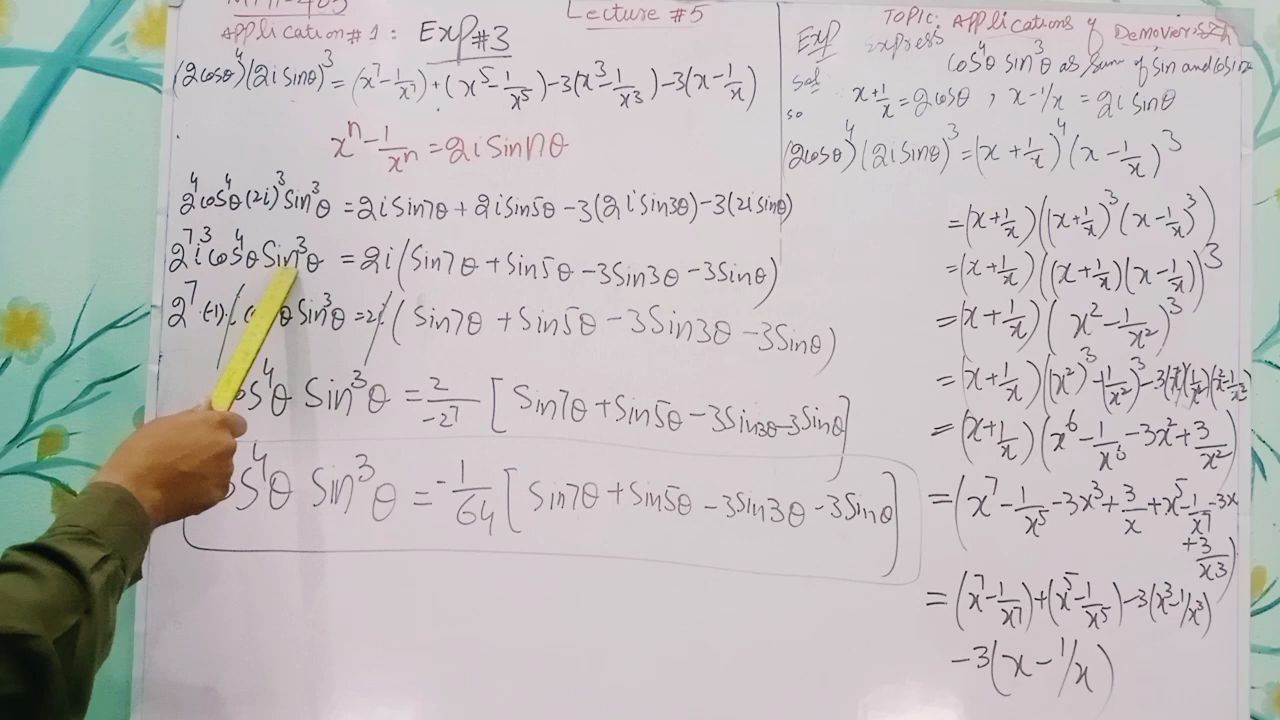 MTH-405
Lecture #5
Application#1: Exp#3
(2cosθ)⁴(2i sinθ)³ = (x⁷-1/x⁷)+(x⁵-1/x⁵)-3(x³-1/x³)-3(x-1/x)
xⁿ-1/xⁿ=2i Sin nθ
2⁴cos⁴θ(2i)³Sin³θ =2i Sin7θ + 2i Sin5θ -3(2i sin3θ)-3(2i sinθ)
2⁷i³cos⁴θ Sin³θ = 2i(Sin7θ +Sin5θ -3Sin3θ -3Sinθ)
2⁷.(-1).i θ Sin³θ =2i(Sin7θ +Sin5θ -3Sin3θ -3Sinθ)
os⁴θ Sin³θ = 2/-2⁷ [Sin7θ+Sin5θ -3Sin3θ-3Sinθ]
os⁴θ Sin³θ = -1/64 [Sin7θ+Sin5θ -3Sin3θ -3Sinθ]
TOPIC: Applications of Demoviers
Exp Express cos⁴θ sin³θ as sum of sin and cosine
Sol
so x+1/x=2cosθ, x-1/x = 2i sinθ
(2cosθ)⁴(2i sinθ)³=(x+1/x)⁴(x-1/x)³
=(x+1/x)((x+1/x)³(x-1/x)³)
=(x+1/x)((x+1/x)(x-1/x))³
=(x+1/x)(x²-1/x²)³
=(x+1/x)((x²)³+(1/x²)³-3(x²)(1/x²)(x²-1/x²)
=(x+1/x)(x⁶-1/x⁶-3x²+3/x²)
=(x⁷-1/x⁵-3x³+3/x+x⁵-1/x⁷-3x
+3/x3)
=(x⁷-1/x7)+(x⁵-1/x⁵)-3(x³-1/x³)
-3(x-1/x)